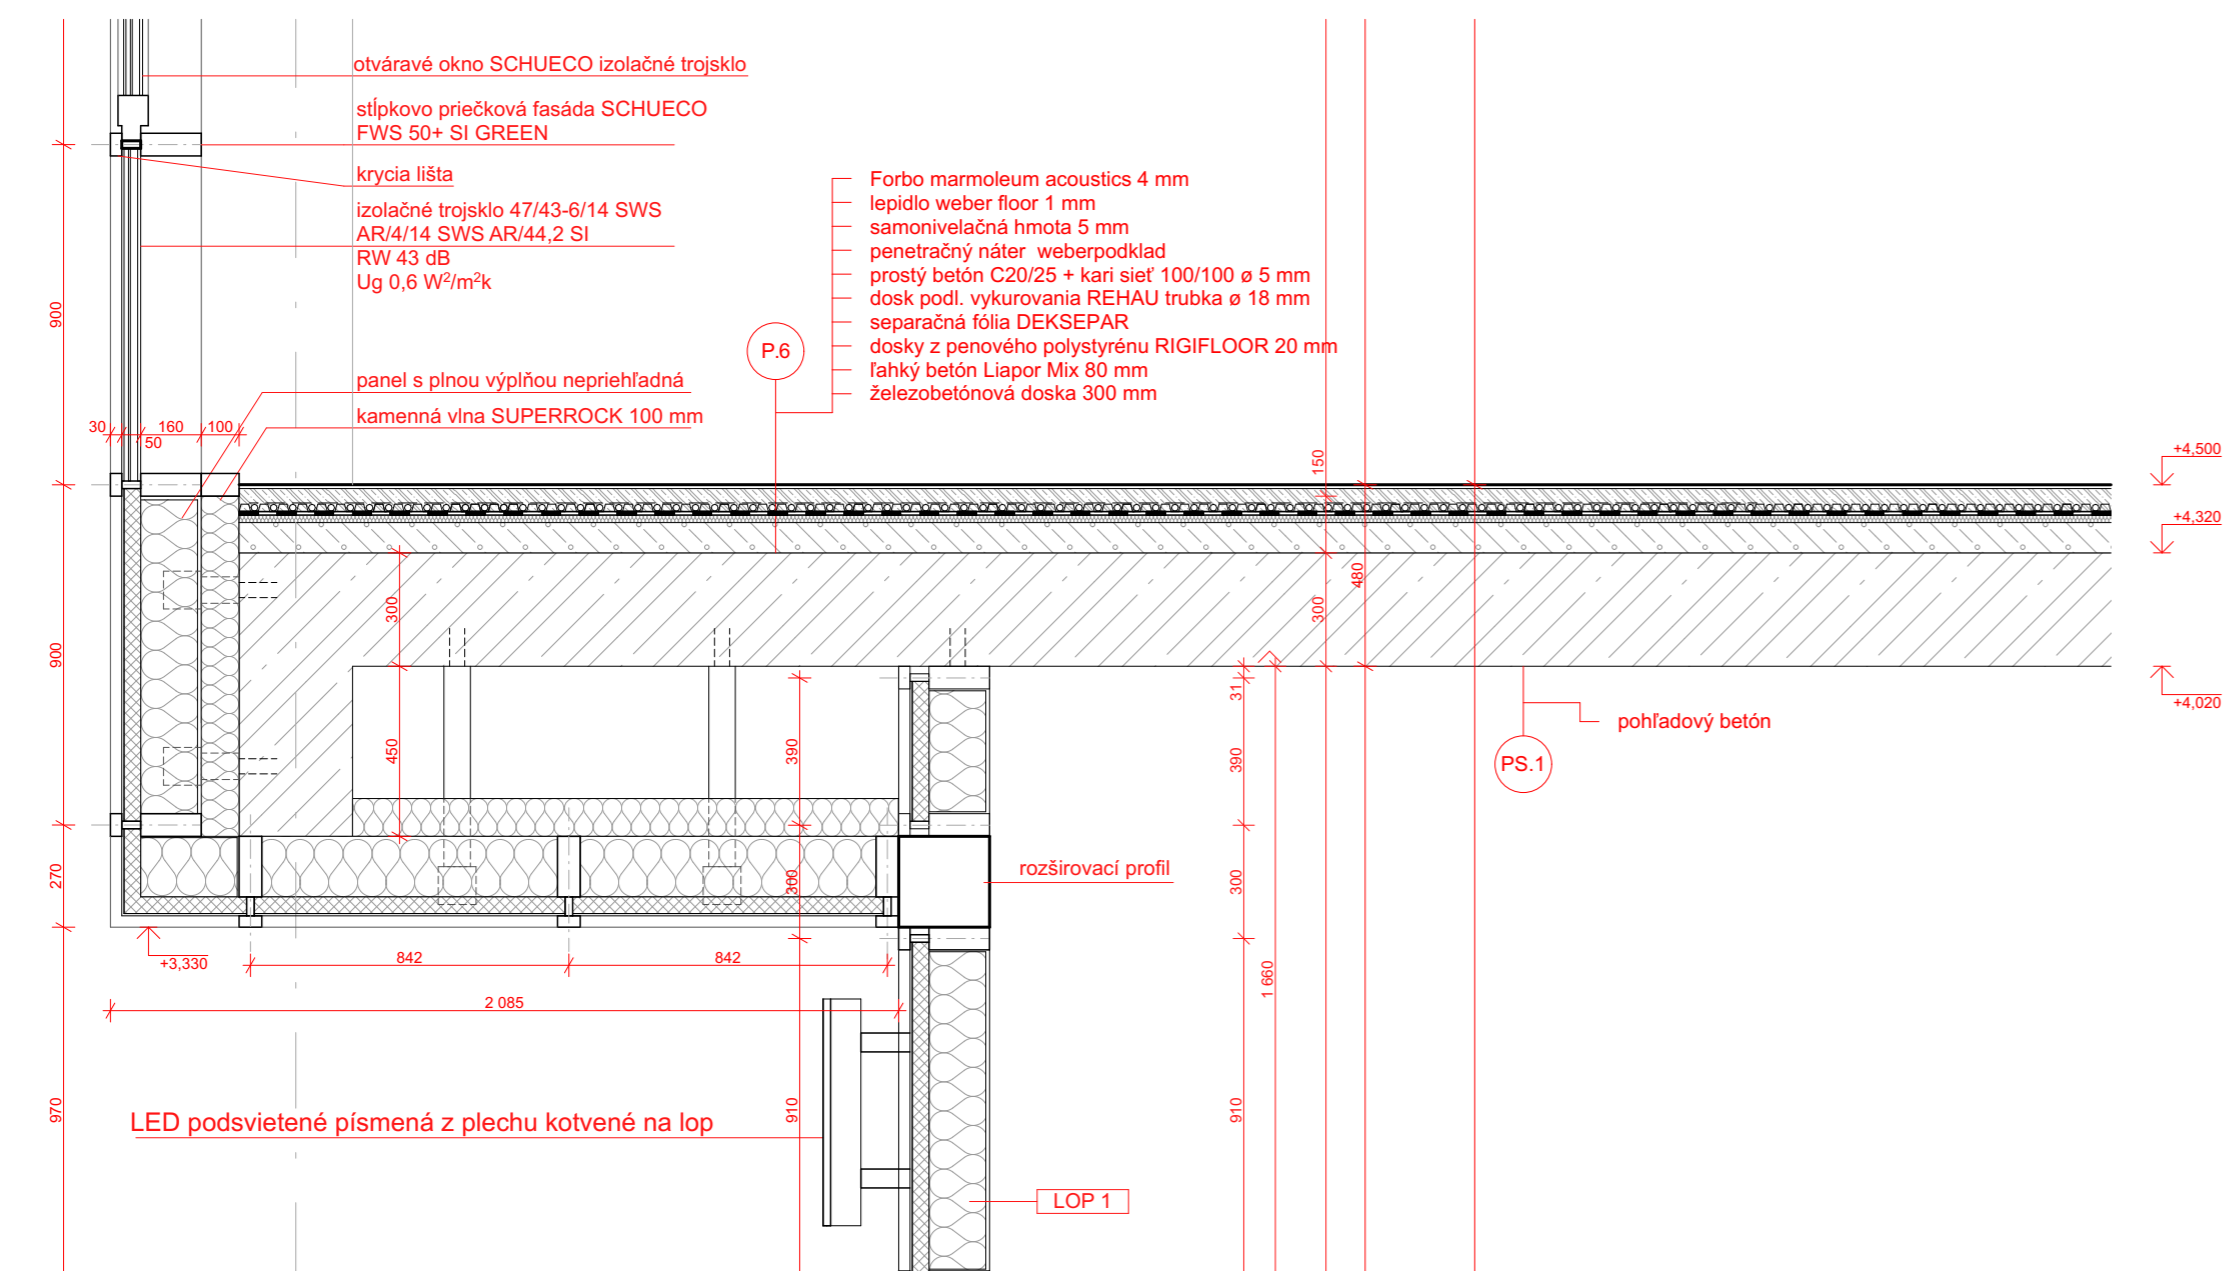 otváravé okno SCHUECO izolačné trojsklo
stĺpkovo priečková fasáda SCHUECO
FWS 50+ SI GREEN
krycia lišta
izolačné trojsklo 47/43-6/14 SWS
AR/4/14 SWS AR/44,2 SI
RW 43 dB
Ug 0,6 W²/m²k
panel s plnou výplňou nepriehľadná
kamenná vlna SUPERROCK 100 mm
P.6
Forbo marmoleum acoustics 4 mm
lepidlo weber floor 1 mm
samonivelačná hmota 5 mm
penetračný náter weberpodklad
prostý betón C20/25 + kari sieť 100/100 ø 5 mm
dosk podl. vykurovania REHAU trubka ø 18 mm
separačná fólia DEKSEPAR
dosky z penového polystyrénu RIGIFLOOR 20 mm
ľahký betón Liapor Mix 80 mm
železobetónová doska 300 mm
900
30
50
160
100
150
+4,500
+4,320
480
300
300
900
+4,020
31
pohľadový betón
450
390
390
PS.1
270
300
300
rozširovací profil
+3,330
842
842
1 660
2 085
970
910
910
LED podsvietené písmená z plechu kotvené na lop
LOP 1